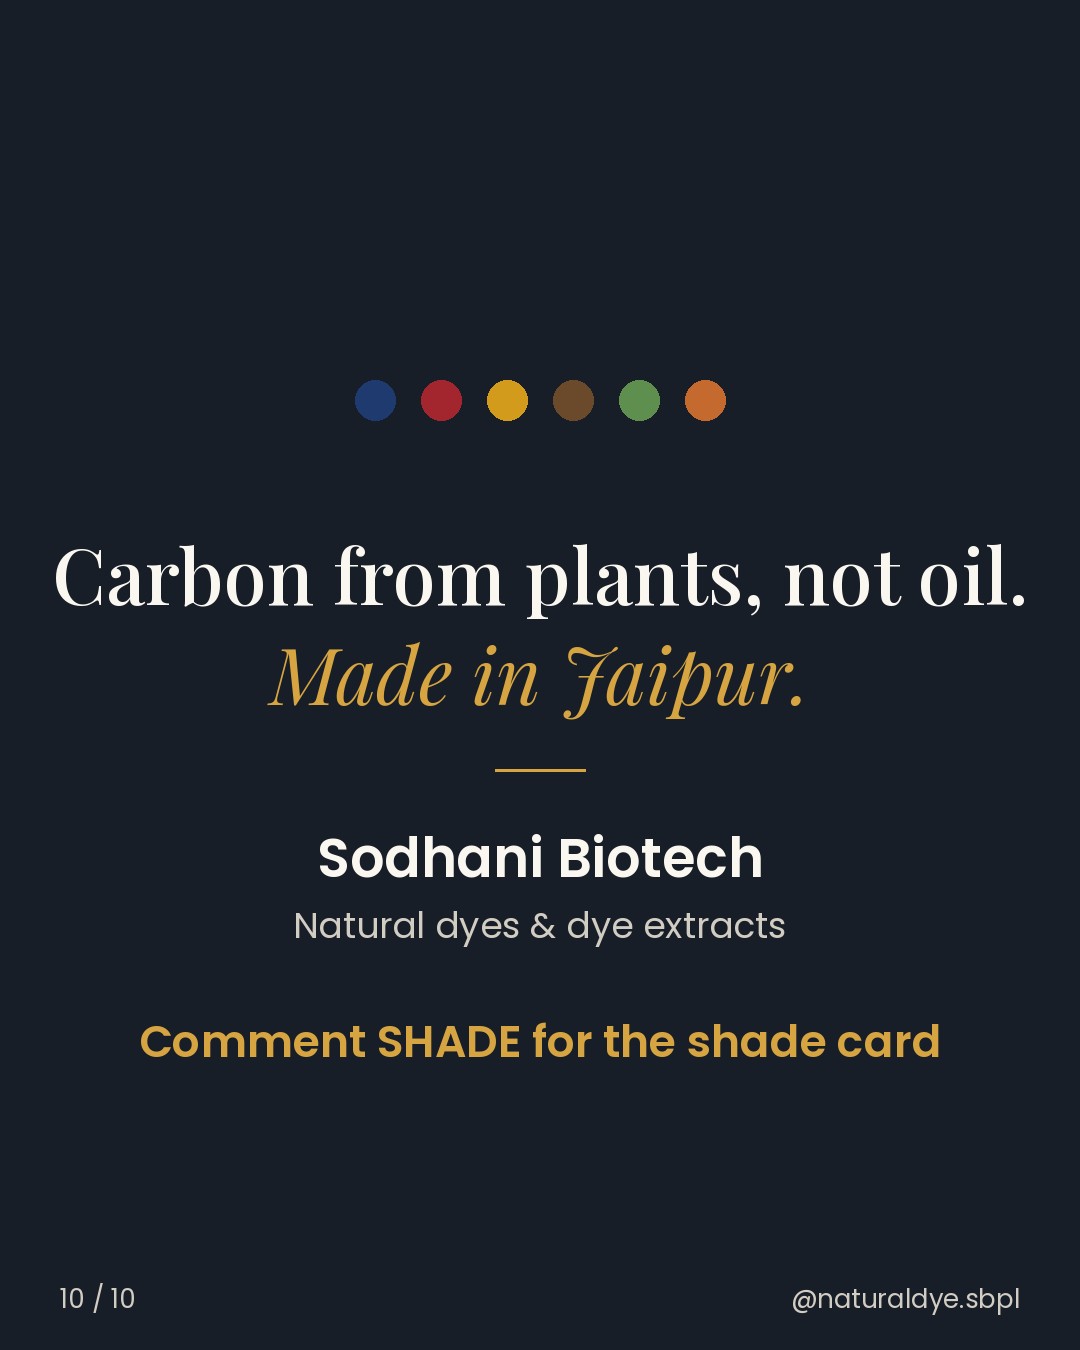 Carbon from plants, not oil.
Made in Jaipur.
Sodhani Biotech
Natural dyes & dye extracts
Comment SHADE for the shade card
10 / 10
@naturaldye.sbpl